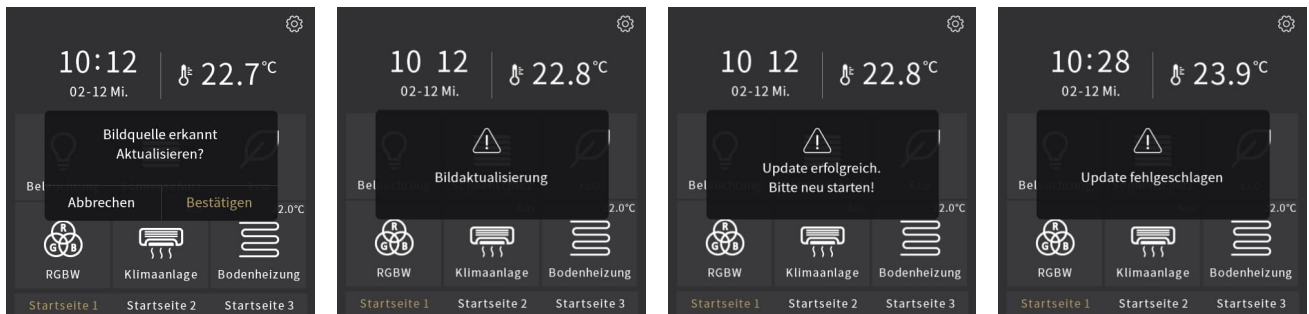 10:12
22.7°C
02-12 Mi.
Bildquelle erkannt
Aktualisieren?
Abbrechen
Bestätigen
2.0°C
R
G B
RGBW
Klimaanlage
Bodenheizung
Startseite 1
Startseite 2
Startseite 3
10 12
22.8°C
02-12 Mi.
Bildaktualisierung
2.0°C
R
G B
RGBW
Klimaanlage
Bodenheizung
Startseite 1
Startseite 2
Startseite 3
10 12
22.8°C
02-12 Mi.
Update erfolgreich.
Bitte neu starten!
2.0°C
R
G B
RGBW
Klimaanlage
Bodenheizung
Startseite 1
Startseite 2
Startseite 3
10:28
23.9°C
02-12 Mi.
Update fehlgeschlagen
2.0°C
R
G B
RGBW
Klimaanlage
Bodenheizung
Startseite 1
Startseite 2
Startseite 3